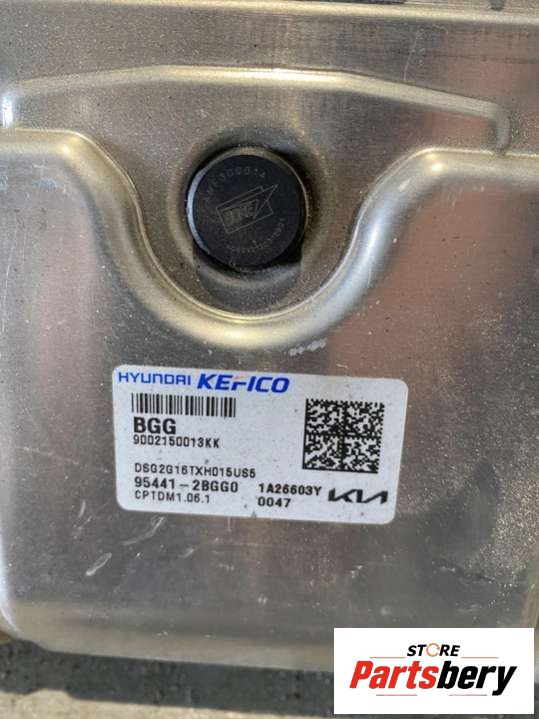 HYUNDAI KEFICO
BGG
9002150013KK
DSG2G16TXH015US5
95441-2BGG0 1A26603Y KIA
CPTDM1.06.1 0047
STORE
Partsbery